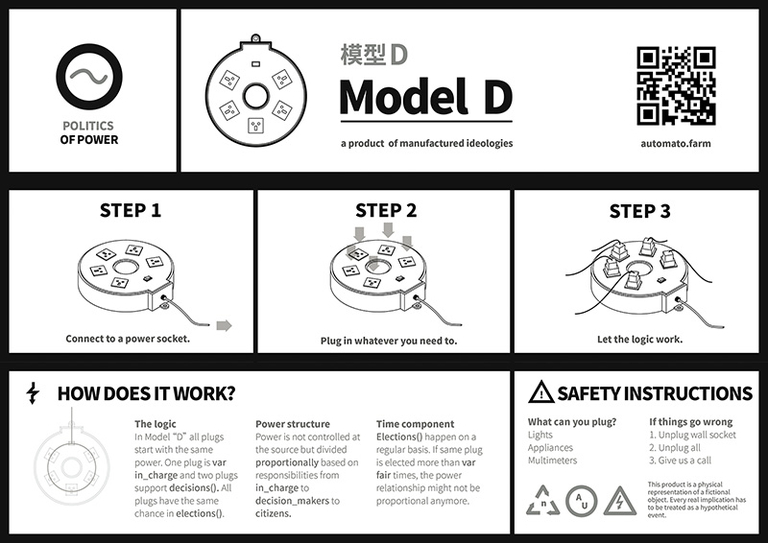 POLITICS
OF POWER
模型D
Model D
a product of manufactured ideologies
automato.farm
STEP 1
Connect to a power socket.
STEP 2
Plug in whatever you need to.
STEP 3
Let the logic work.
HOW DOES IT WORK?
The logic
In Model "D" all plugs
start with the same
power. One plug is var
in_charge and two plugs
support decisions(). All
plugs have the same
chance in elections().
Power structure
Power is not controlled at
the source but divided
proportionally based on
responsibilities from
in_charge to
decision_makers to
citizens.
Time component
Elections() happen on a
regular basis. If same plug
is elected more than var
fair times, the power
relationship might not be
proportional anymore.
SAFETY INSTRUCTIONS
What can you plug?
Lights
Appliances
Multimeters
If things go wrong
1. Unplug wall socket
2. Unplug all
3. Give us a call
n
A
U
This product is a physical
representation of a fictional
object. Every real implication has
to be treated as a hypothetical
event.